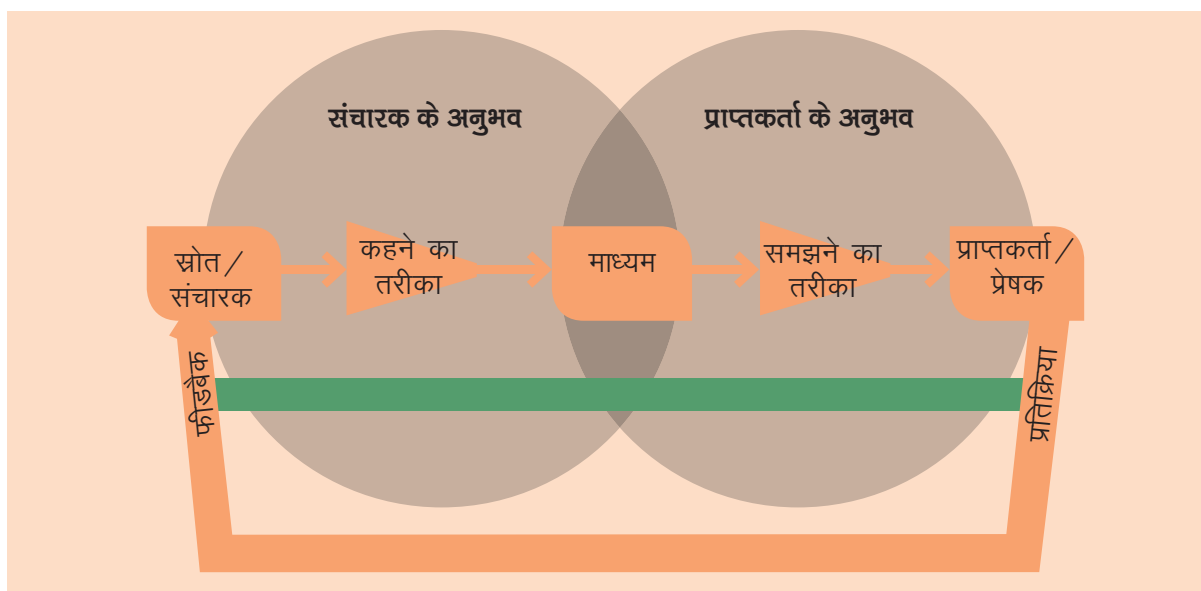 संचारक के अनुभव
प्राप्तकर्ता के अनुभव
स्रोत/
संचारक
कहने का
तरीका
माध्यम
समझने का
तरीका
प्राप्तकर्ता/
प्रेषक
फीडबैक
प्रतिक्रिया